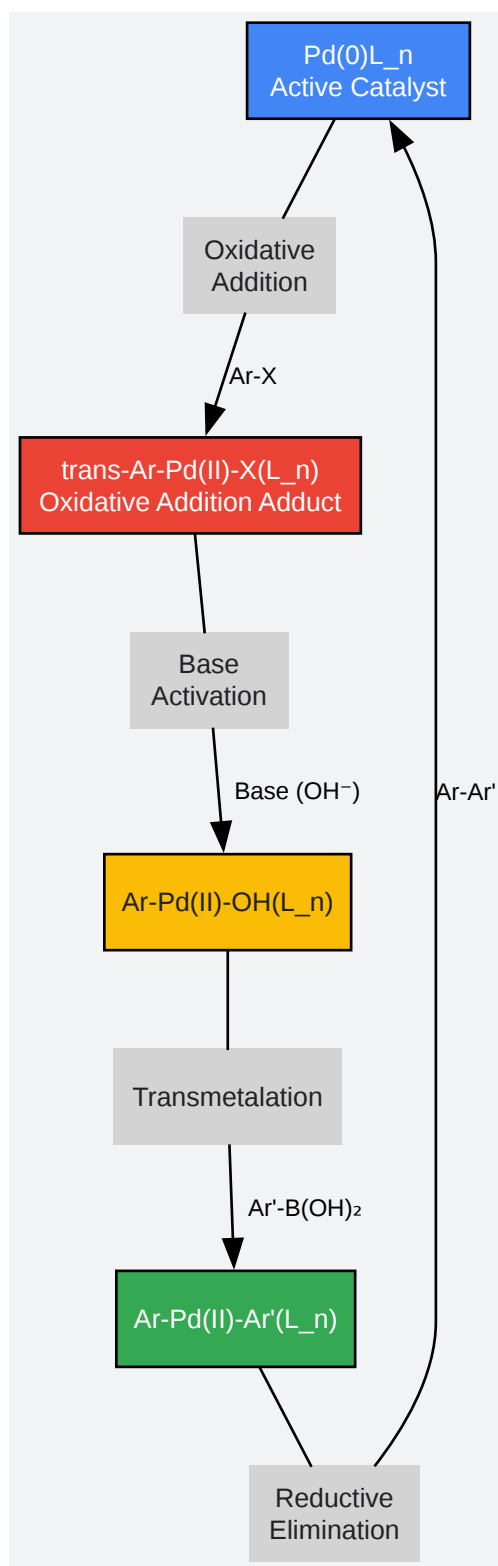 Pd(0)L_n
Active Catalyst
Oxidative
Addition
Ar-X
trans-Ar-Pd(II)-X(L_n)
Oxidative Addition Adduct
Base
Activation
Base (OH⁻)
Ar-Ar'
Ar-Pd(II)-OH(L_n)
Transmetalation
Ar'-B(OH)₂
Ar-Pd(II)-Ar'(L_n)
Reductive
Elimination